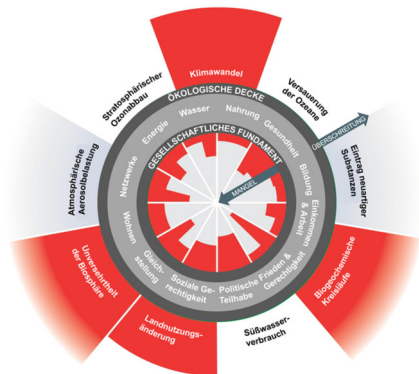 Klimawandel
Stratosphärischer
Ozonabbau
Versauerung
der Ozeane
ÖKOLOGISCHE DECKE
ÜBERSCHREITUNG
Atmosphärische
Aerosolbelastung
Eintrag neuartiger
Substanzen
Netzwerke
Energie
Wasser
Nahrung
Gesundheit
Bildung
Einkommen
& Arbeit
GESELLSCHAFTLICHES FUNDAMENT
MANGEL
Wohnen
Gleich-
stellung
Soziale Ge-
rechtigkeit
Politische
Teilhabe
Frieden &
Gerechtigkeit
Unversehrtheit
der Biosphäre
Biogeochemische
Kreisläufe
Landnutzungs-
änderung
Süßwasser-
verbrauch